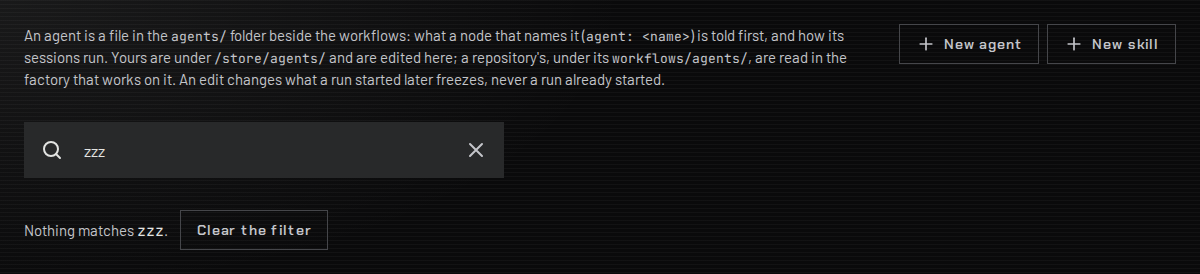 An agent is a file in the agents/ folder beside the workflows: what a node that names it (agent: <name>) is told first, and how its
sessions run. Yours are under /store/agents/ and are edited here; a repository's, under its workflows/agents/, are read in the
factory that works on it. An edit changes what a run started later freezes, never a run already started.
New agent
New skill
zzz
Nothing matches zzz.
Clear the filter